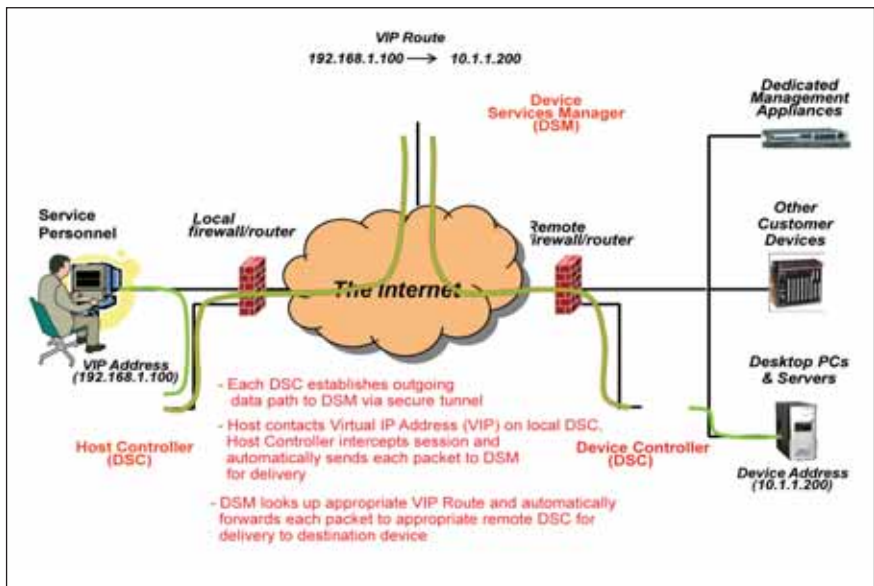 VIP Route
192.168.1.100 → 10.1.1.200
Device
Services Manager
(DSM)
Dedicated
Management
Appliances
Service
Personnel
Local
firewall/router
The Internet
Remote
irewall/router
Other
Customer
Devices
VIP Address
(192.168.1.100)
Host Controller
(DSC)
- Each DSC establishes outgoing
data path to DSM via secure tunnel
- Host contacts Virtual IP Address (VIP) on local DSC,
Host Controller intercepts session and
automatically sends each packet to DSM
for delivery
- DSM looks up appropriate VIP Route and automatically
forwards each packet to appropriate remote DSC for
delivery to destination device
Device Controller
(DSC)
Desktop PCs
& Servers
Device Address
(10.1.1.200)